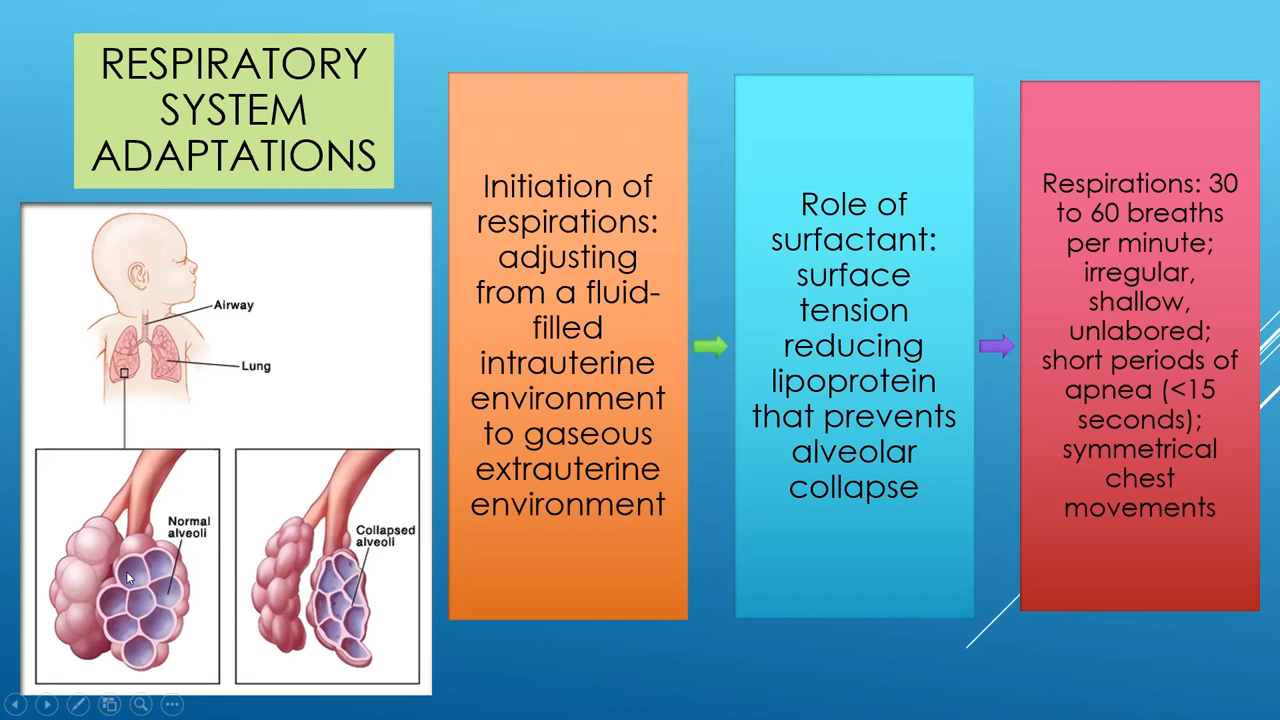 RESPIRATORY
SYSTEM
ADAPTATIONS
Airway
Lung
Normal
alveoli
Collapsed
alveoli
Initiation of
respirations:
adjusting
from a fluid-
filled
intrauterine
environment
to gaseous
extrauterine
environment
Role of
surfactant:
surface
tension
reducing
lipoprotein
that prevents
alveolar
collapse
Respirations: 30
to 60 breaths
per minute;
irregular,
shallow,
unlabored;
short periods of
apnea (<15
seconds);
symmetrical
chest
movements